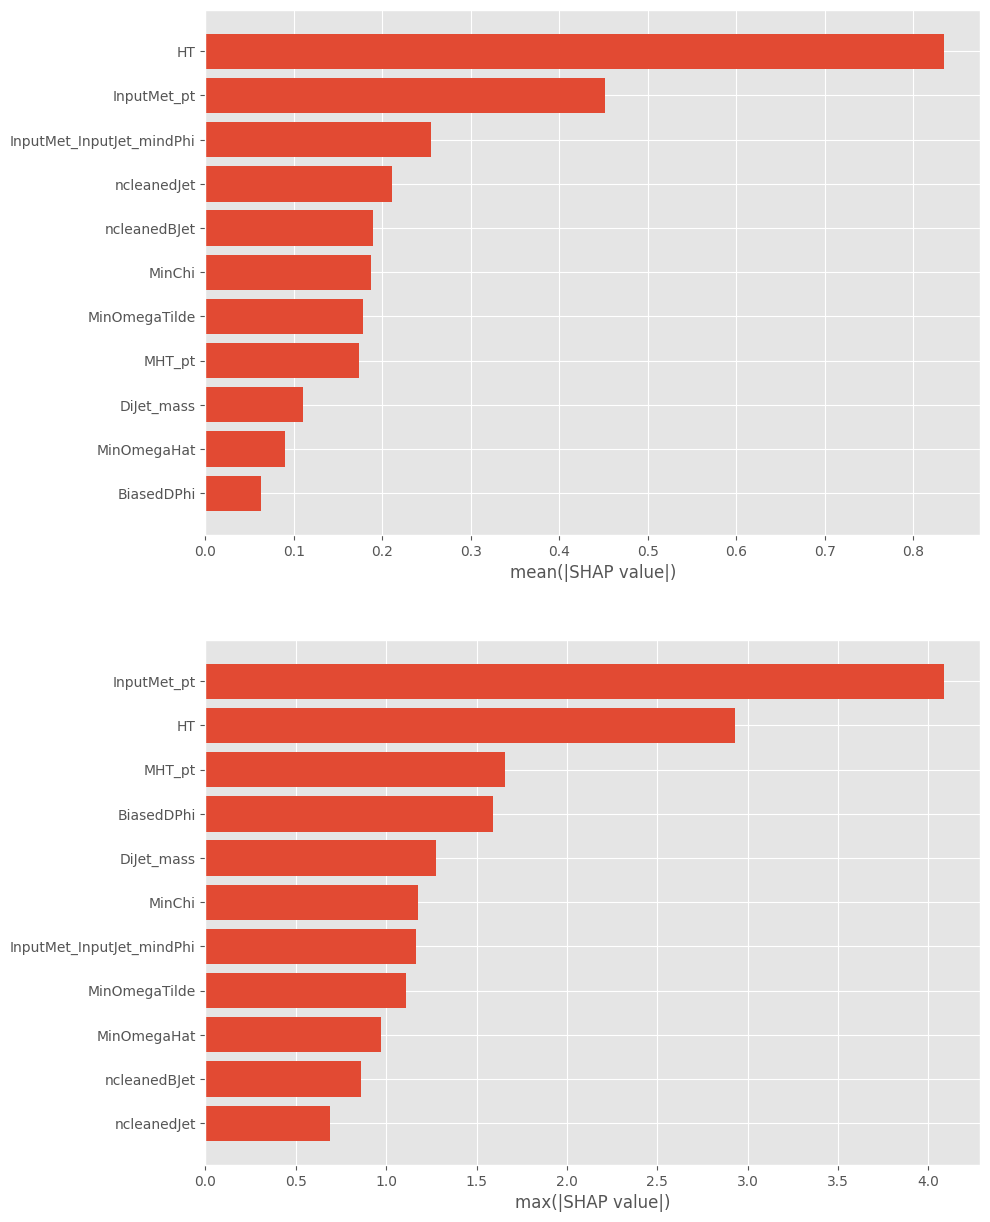 HT
InputMet_pt
InputMet_InputJet_mindPhi
ncleanedJet
ncleanedBJet
MinChi
MinOmegaTilde
MHT_pt
DiJet_mass
MinOmegaHat
BiasedDPhi
0.0 0.1 0.2 0.3 0.4 0.5 0.6 0.7 0.8
mean(|SHAP value|)
InputMet_pt
HT
MHT_pt
BiasedDPhi
DiJet_mass
MinChi
InputMet_InputJet_mindPhi
MinOmegaTilde
MinOmegaHat
ncleanedBJet
ncleanedJet
0.0 0.5 1.0 1.5 2.0 2.5 3.0 3.5 4.0
max(|SHAP value|)